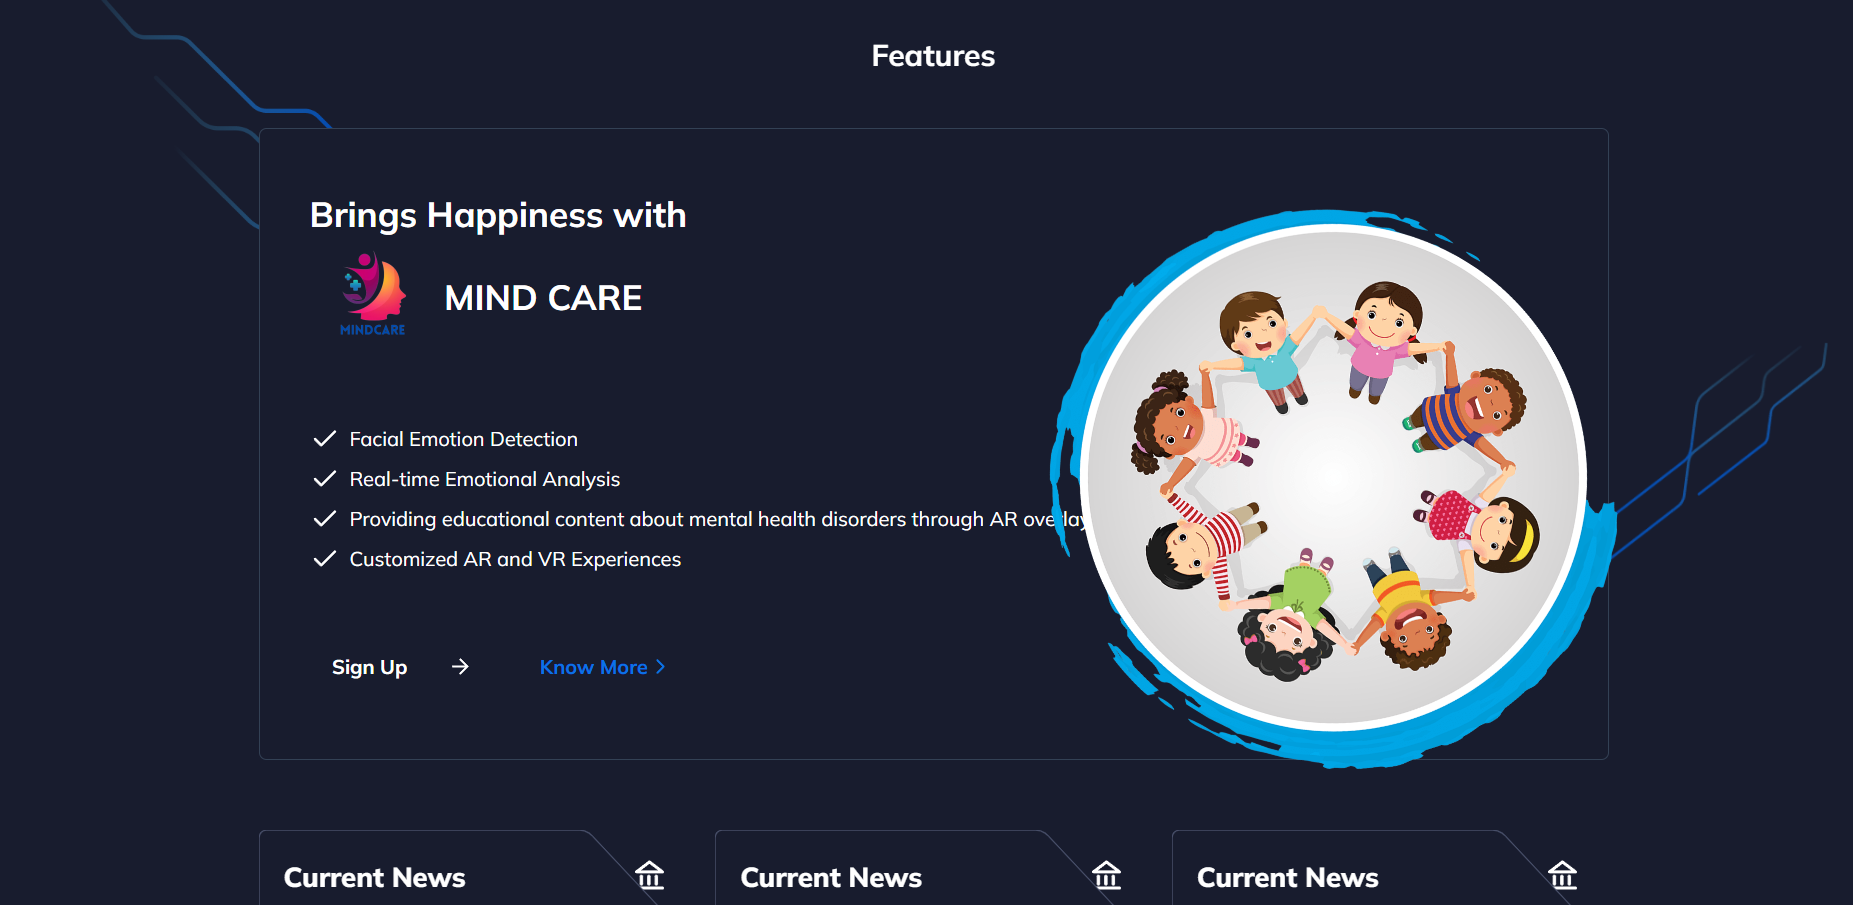 Features
Brings Happiness with
MINDCARE
MIND CARE
Facial Emotion Detection
Real-time Emotional Analysis
Providing educational content about mental health disorders through AR overlay
Customized AR and VR Experiences
Sign Up
Know More
Current News
Current News
Current News